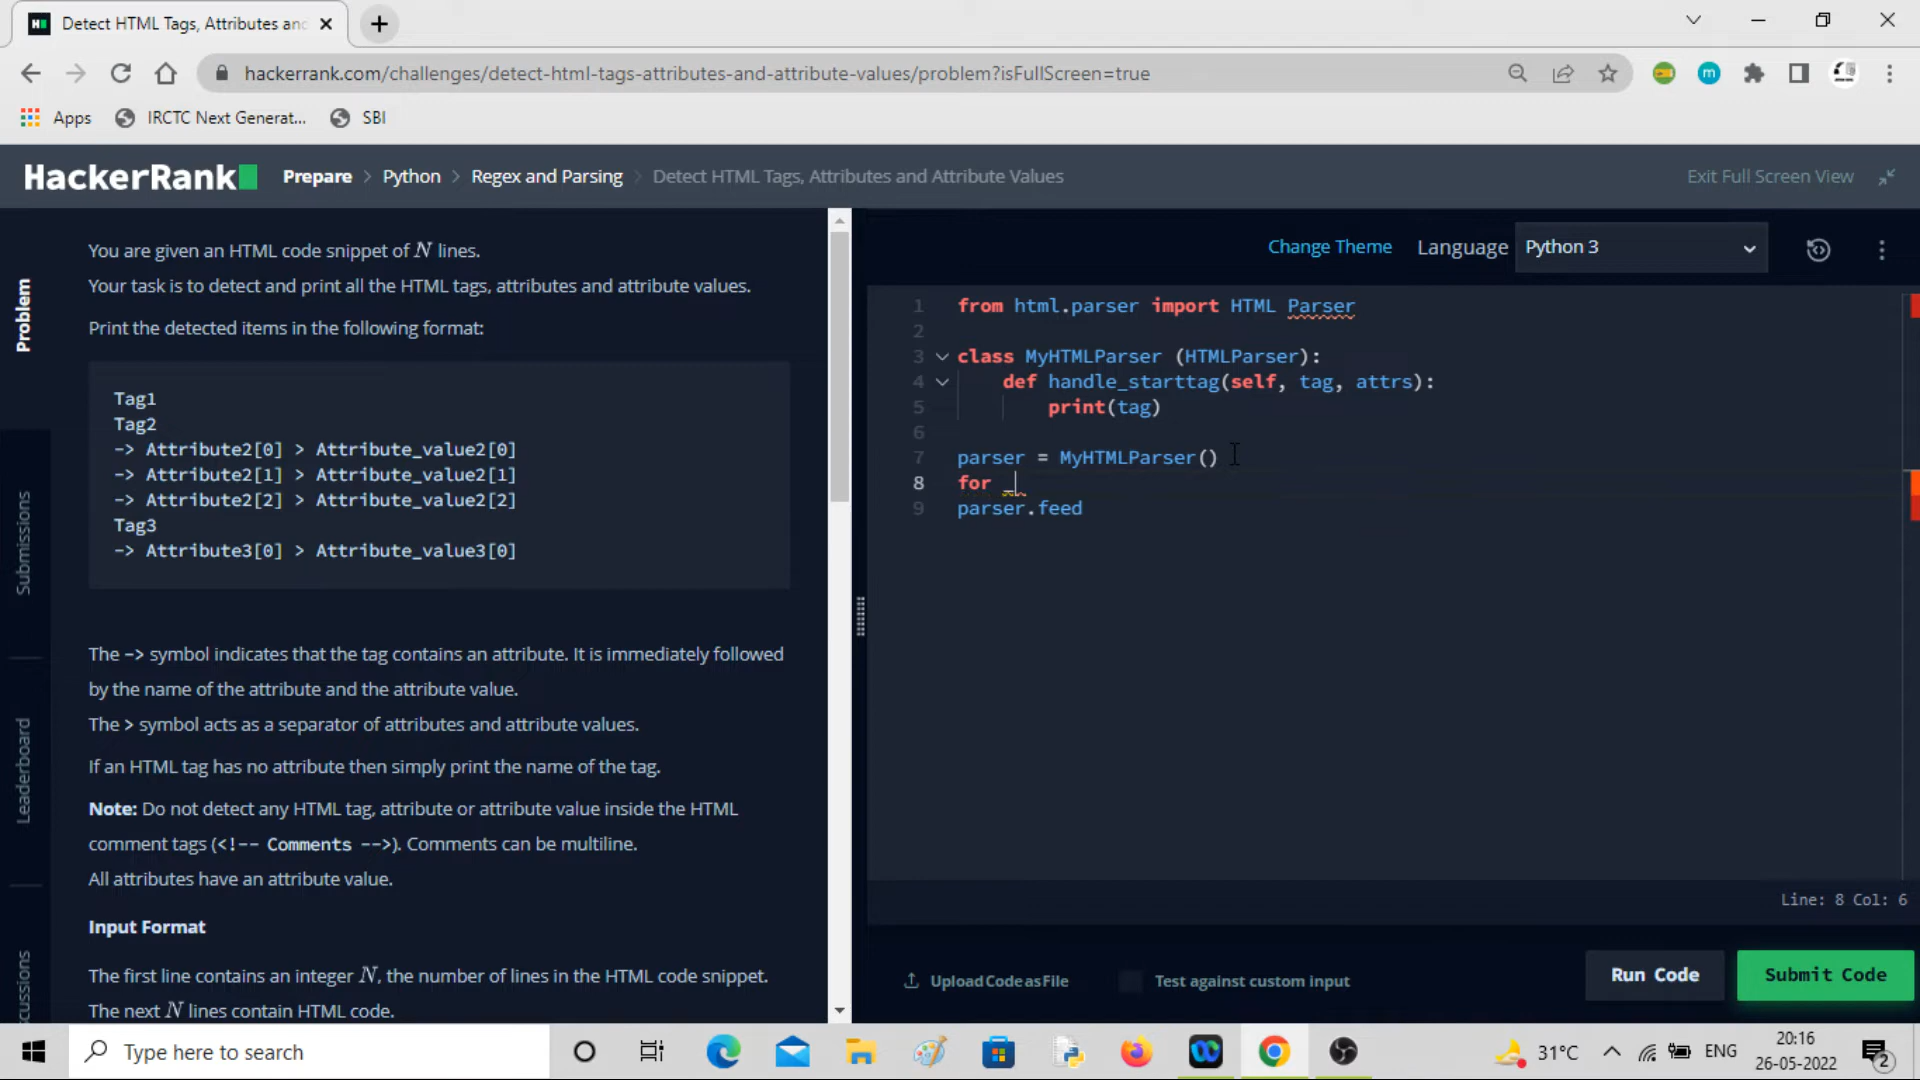 Detect HTML Tags, Attributes anc
hackerrank.com/challenges/detect-html-tags-attributes-and-attribute-values/problem?isFullScreen=true
m
Apps
IRCTC Next Generat...
SBI
HackerRank
Prepare > Python > Regex and Parsing > Detect HTML Tags, Attributes and Attribute Values
Exit Full Screen View
Problem
Submissions
Leaderboard
cussions
You are given an HTML code snippet of N lines.
Your task is to detect and print all the HTML tags, attributes and attribute values.
Print the detected items in the following format:
Tag1
Tag2
-> Attribute2[0] > Attribute_value2[0]
-> Attribute2[1] > Attribute_value2[1]
-> Attribute2[2] > Attribute_value2[2]
Tag3
-> Attribute3[0] > Attribute_value3[0]
The -> symbol indicates that the tag contains an attribute. It is immediately followed
by the name of the attribute and the attribute value.
The > symbol acts as a separator of attributes and attribute values.
If an HTML tag has no attribute then simply print the name of the tag.
Note: Do not detect any HTML tag, attribute or attribute value inside the HTML
comment tags (<!-- Comments -->). Comments can be multiline.
All attributes have an attribute value.
Input Format
The first line contains an integer N, the number of lines in the HTML code snippet.
The next N lines contain HTML code.
Change Theme
Language
Python 3
1 from html.parser import HTML Parser
2
3 class MyHTMLParser (HTMLParser):
4 def handle_starttag(self, tag, attrs):
5 print(tag)
6
7 parser = MyHTMLParser()
8 for _
9 parser.feed
Line: 8 Col: 6
Upload Code as File
Test against custom input
Run Code
Submit Code
Type here to search
31°C
ENG
20:16
26-05-2022
2